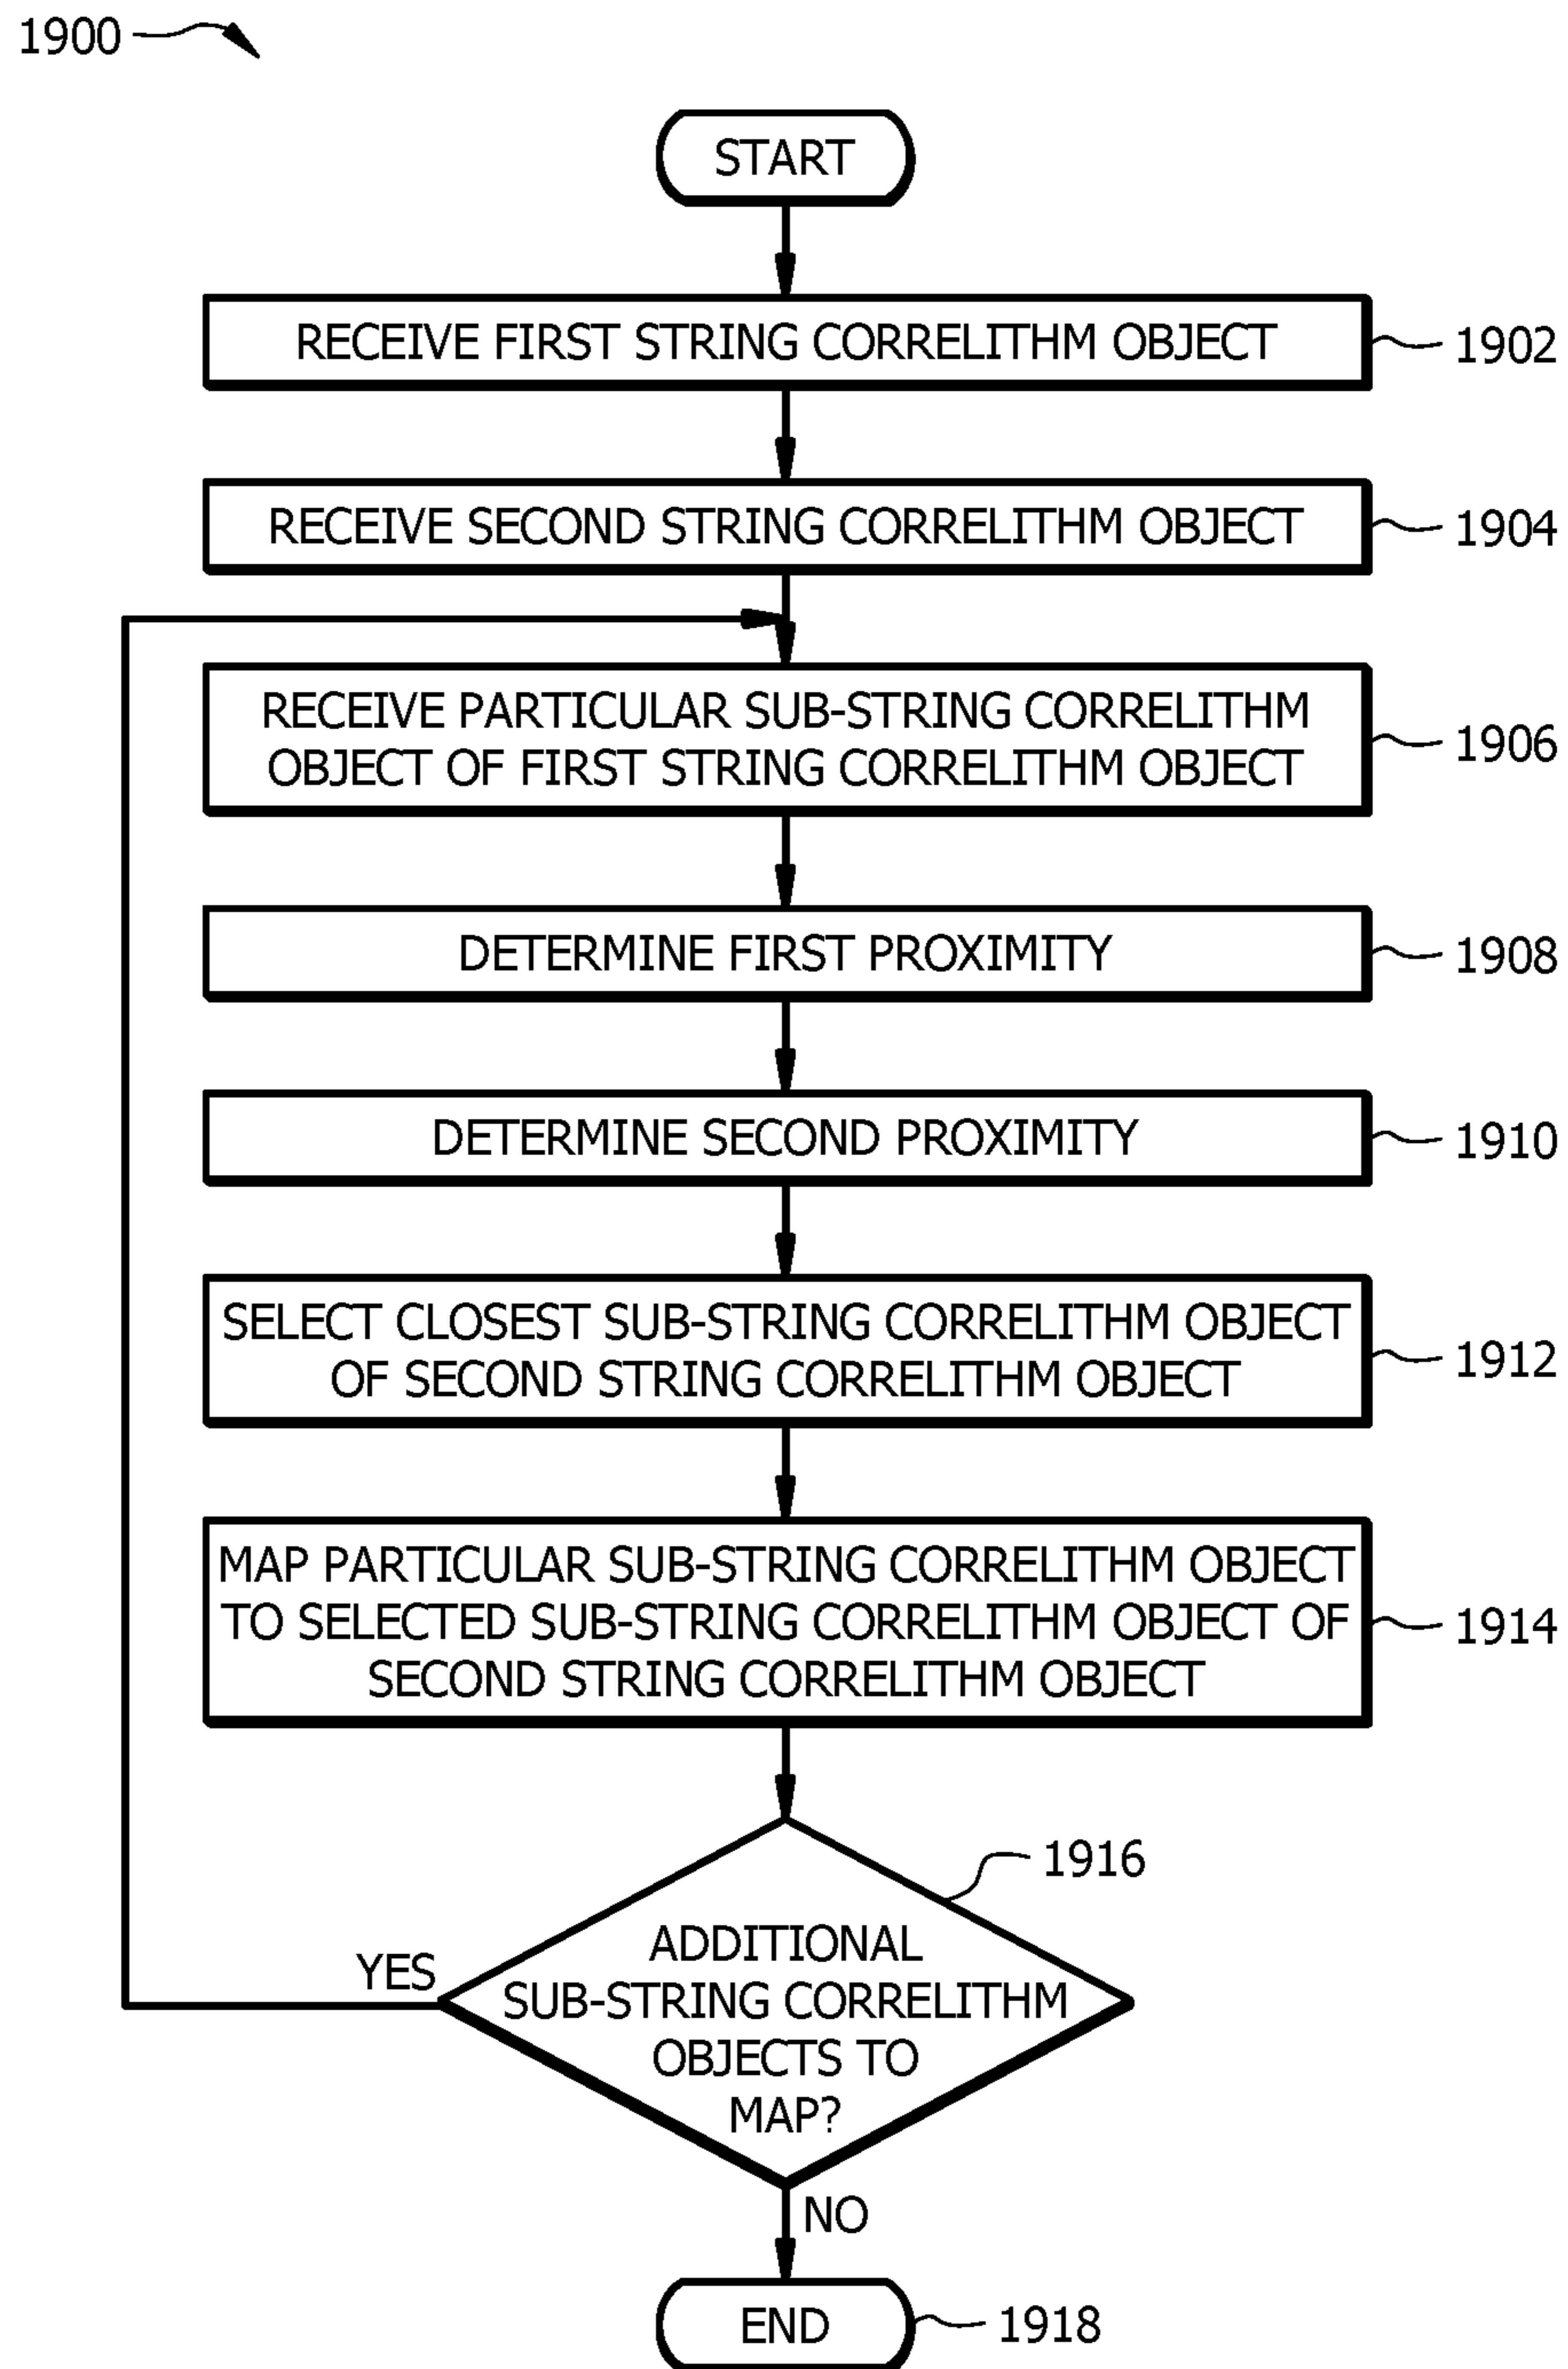 1900
START
RECEIVE FIRST STRING CORRELITHM OBJECT
1902
RECEIVE SECOND STRING CORRELITHM OBJECT
1904
RECEIVE PARTICULAR SUB-STRING CORRELITHM
OBJECT OF FIRST STRING CORRELITHM OBJECT
1906
DETERMINE FIRST PROXIMITY
1908
DETERMINE SECOND PROXIMITY
1910
SELECT CLOSEST SUB-STRING CORRELITHM OBJECT
OF SECOND STRING CORRELITHM OBJECT
1912
MAP PARTICULAR SUB-STRING CORRELITHM OBJECT
TO SELECTED SUB-STRING CORRELITHM OBJECT OF
SECOND STRING CORRELITHM OBJECT
1914
1916
ADDITIONAL
SUB-STRING CORRELITHM
OBJECTS TO
MAP?
YES
NO
END
1918